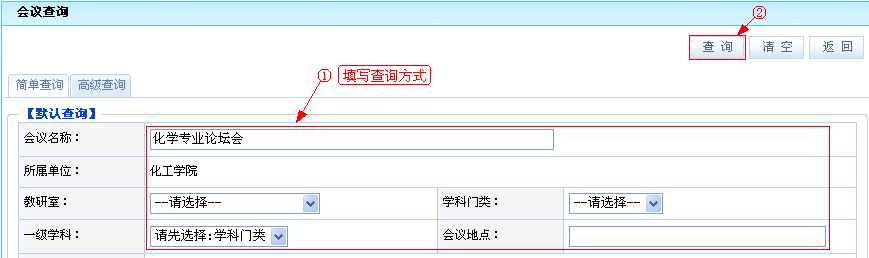 会议查询
②
查 询 清 空 返 回
① 填写查询方式
简单查询 高级查询
【默认查询】
会议名称： 化学专业论坛会
所属单位： 化工学院
教研室： --请选择-- 学科门类： --请选择--
一级学科： 请先选择:学科门类 会议地点：